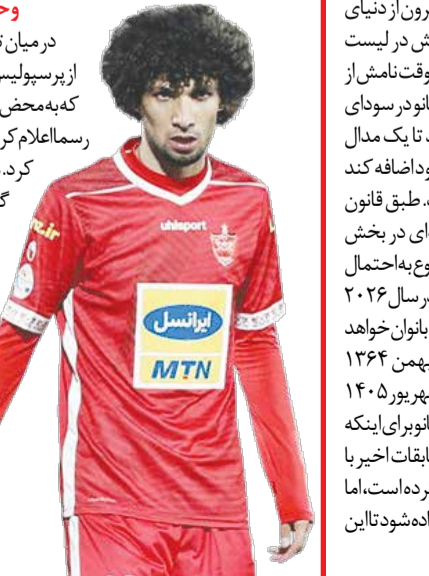 رون از دنیای
ش در لیست
وقت نامش از
انو در سودای
د تا یک مدال
ود اضافه کند
د. طبق قانون
ای در بخش
وع به احتمال
ر سال ۲۰۲۶
بانوان خواهد
بهمن ۱۳۶۴
هریور ۱۴۰۵
انو برای اینکه
ابقات اخیر با
رده است، اما
اده شود تا این
وح
در میان ت
از پرسپولیس
که به محض
رسما اعلام کر
کرد.
گ
uhlsport
ایرانسل
MTN